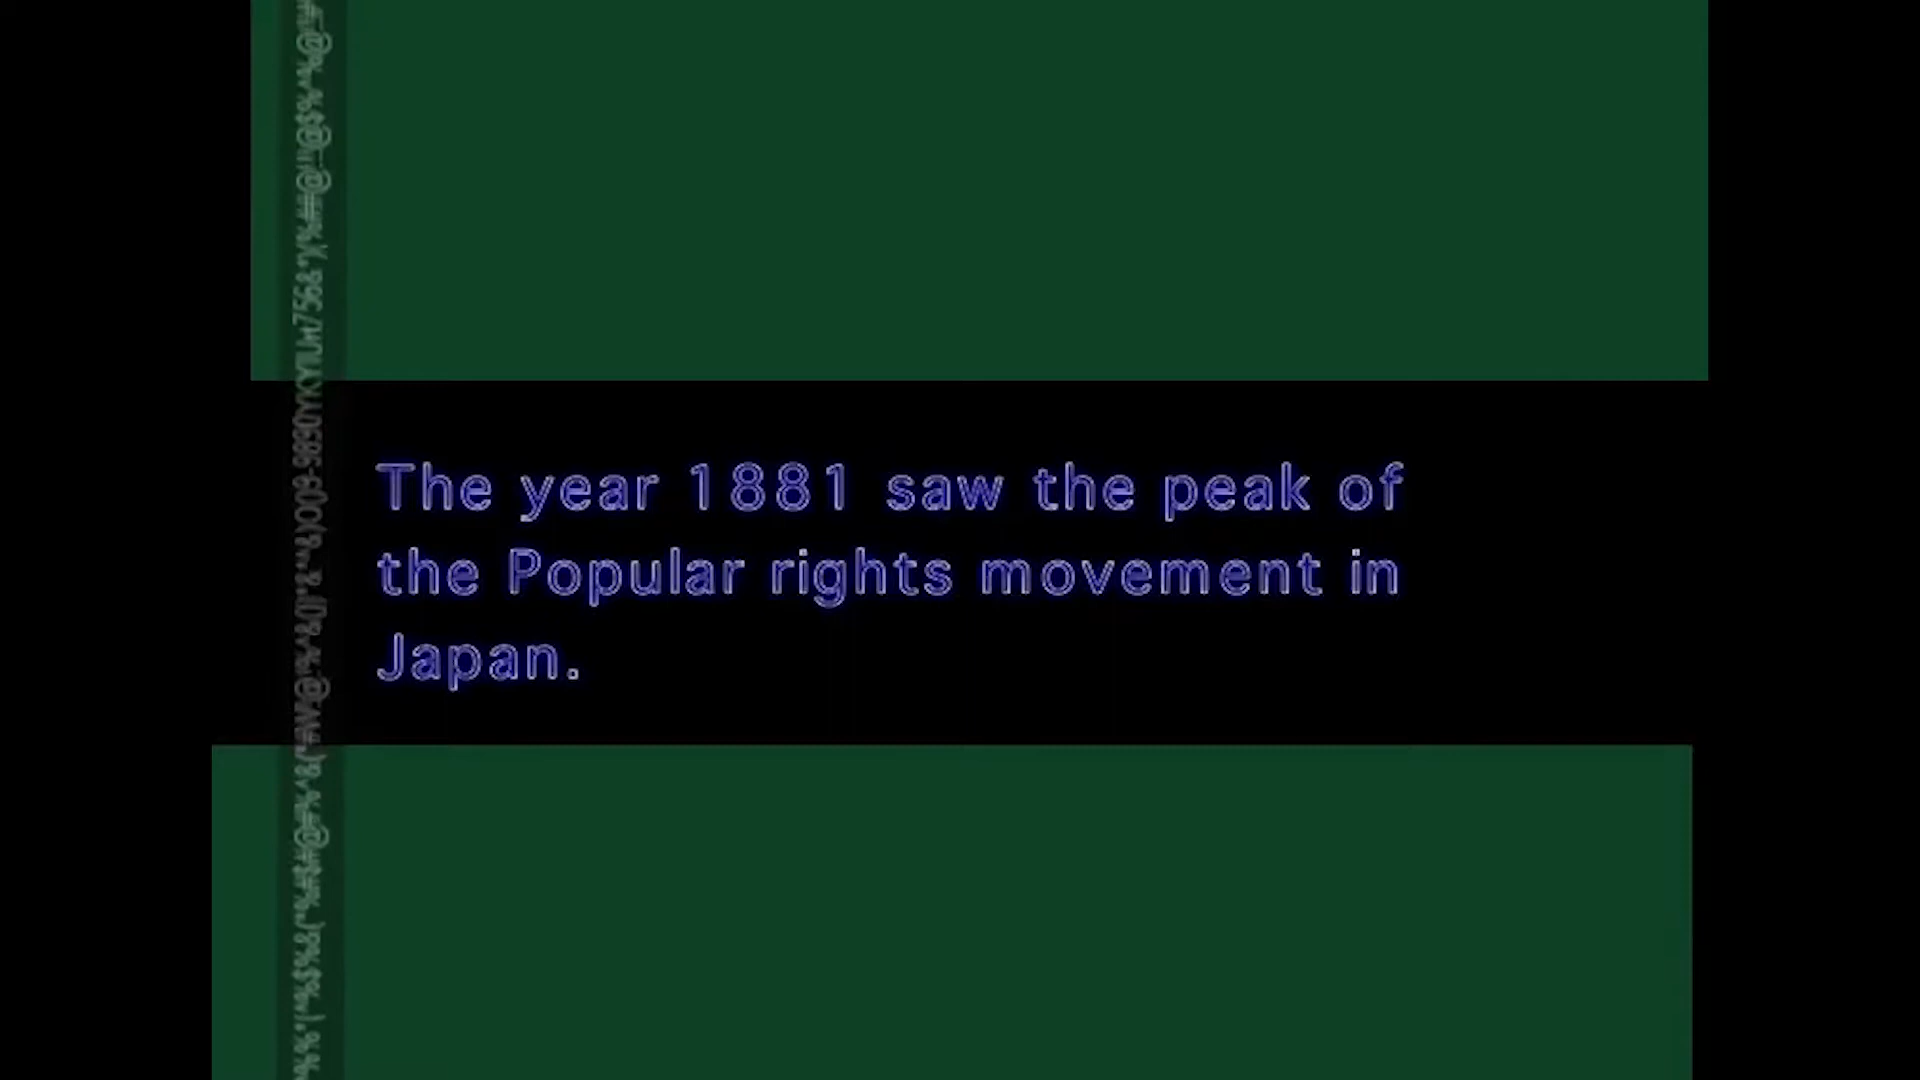 The year 1881 saw the peak of
the Popular rights movement in
Japan.